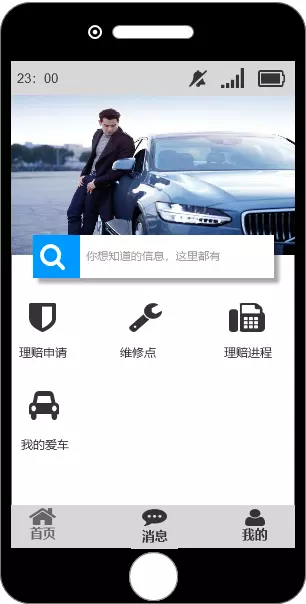 23：00
你想知道的信息，这里都有
理赔申请
维修点
理赔进程
我的爱车
首页
消息
我的